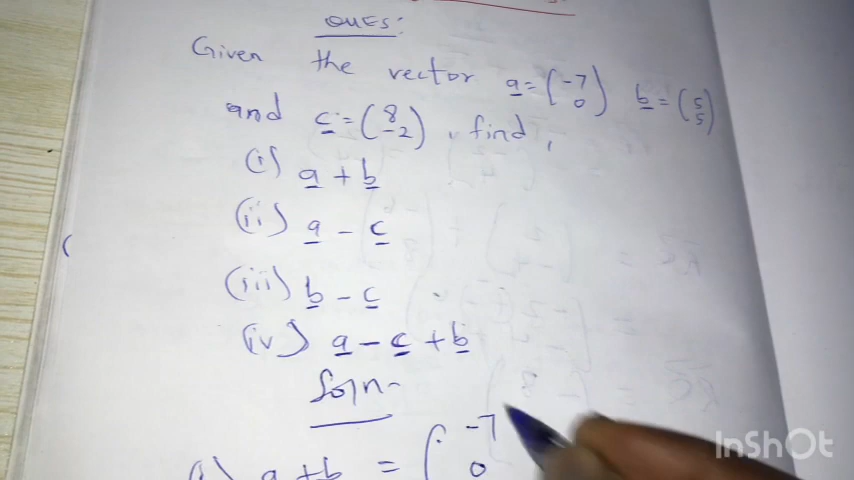 QUES:
Given the vector a = (-7 0) b = (5 5)
and c = (8 -2), find,
(i) a + b
(ii) a - c
(iii) b - c
(iv) a - c + b
Soln-
(i) a+b = (-7 0
InShOt